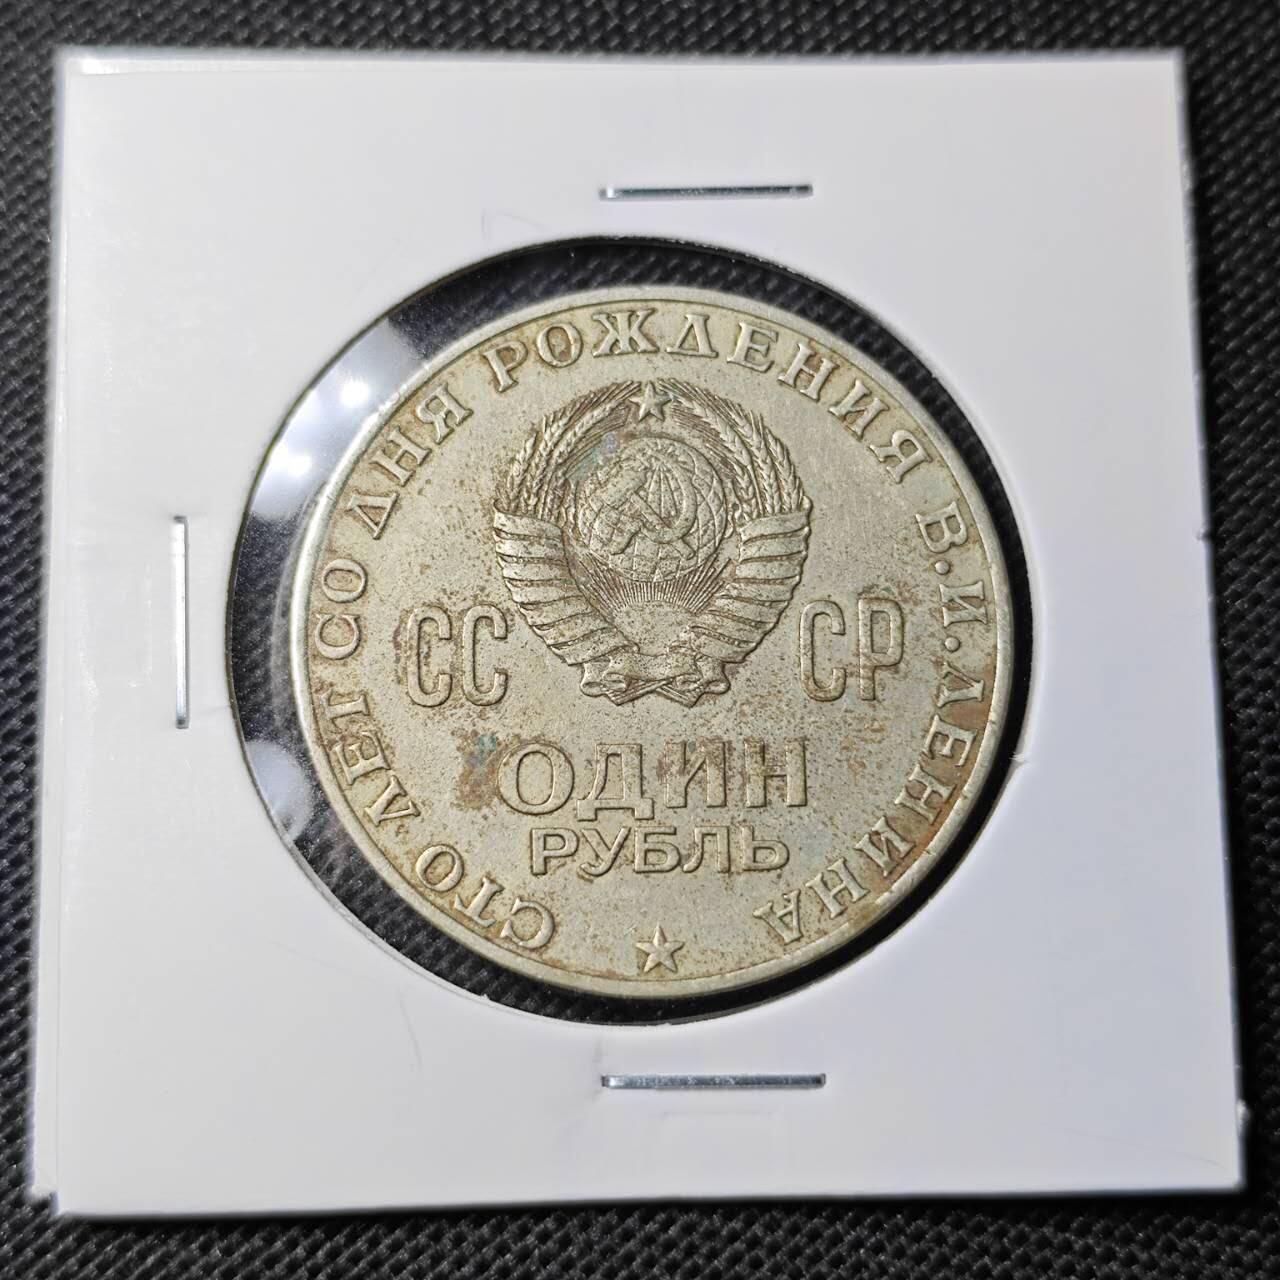 СТО ЛЕТ СО ДНЯ РОЖДЕНИЯ В.И.ЛЕНИНА
СС СР
ОДИН
РУБЛЬ